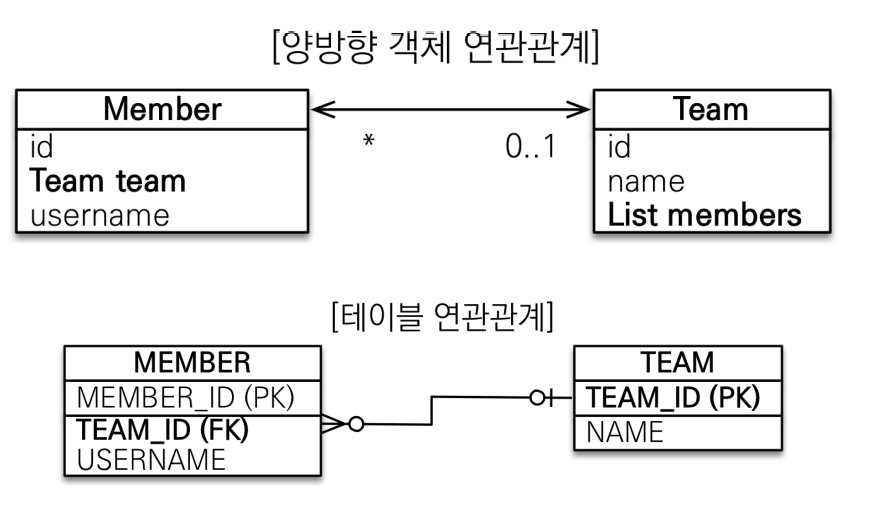 [양방향 객체 연관관계]
Member
id
Team team
username
*
0..1
Team
id
name
List members
[테이블 연관관계]
MEMBER
MEMBER_ID (PK)
TEAM_ID (FK)
USERNAME
TEAM
TEAM_ID (PK)
NAME